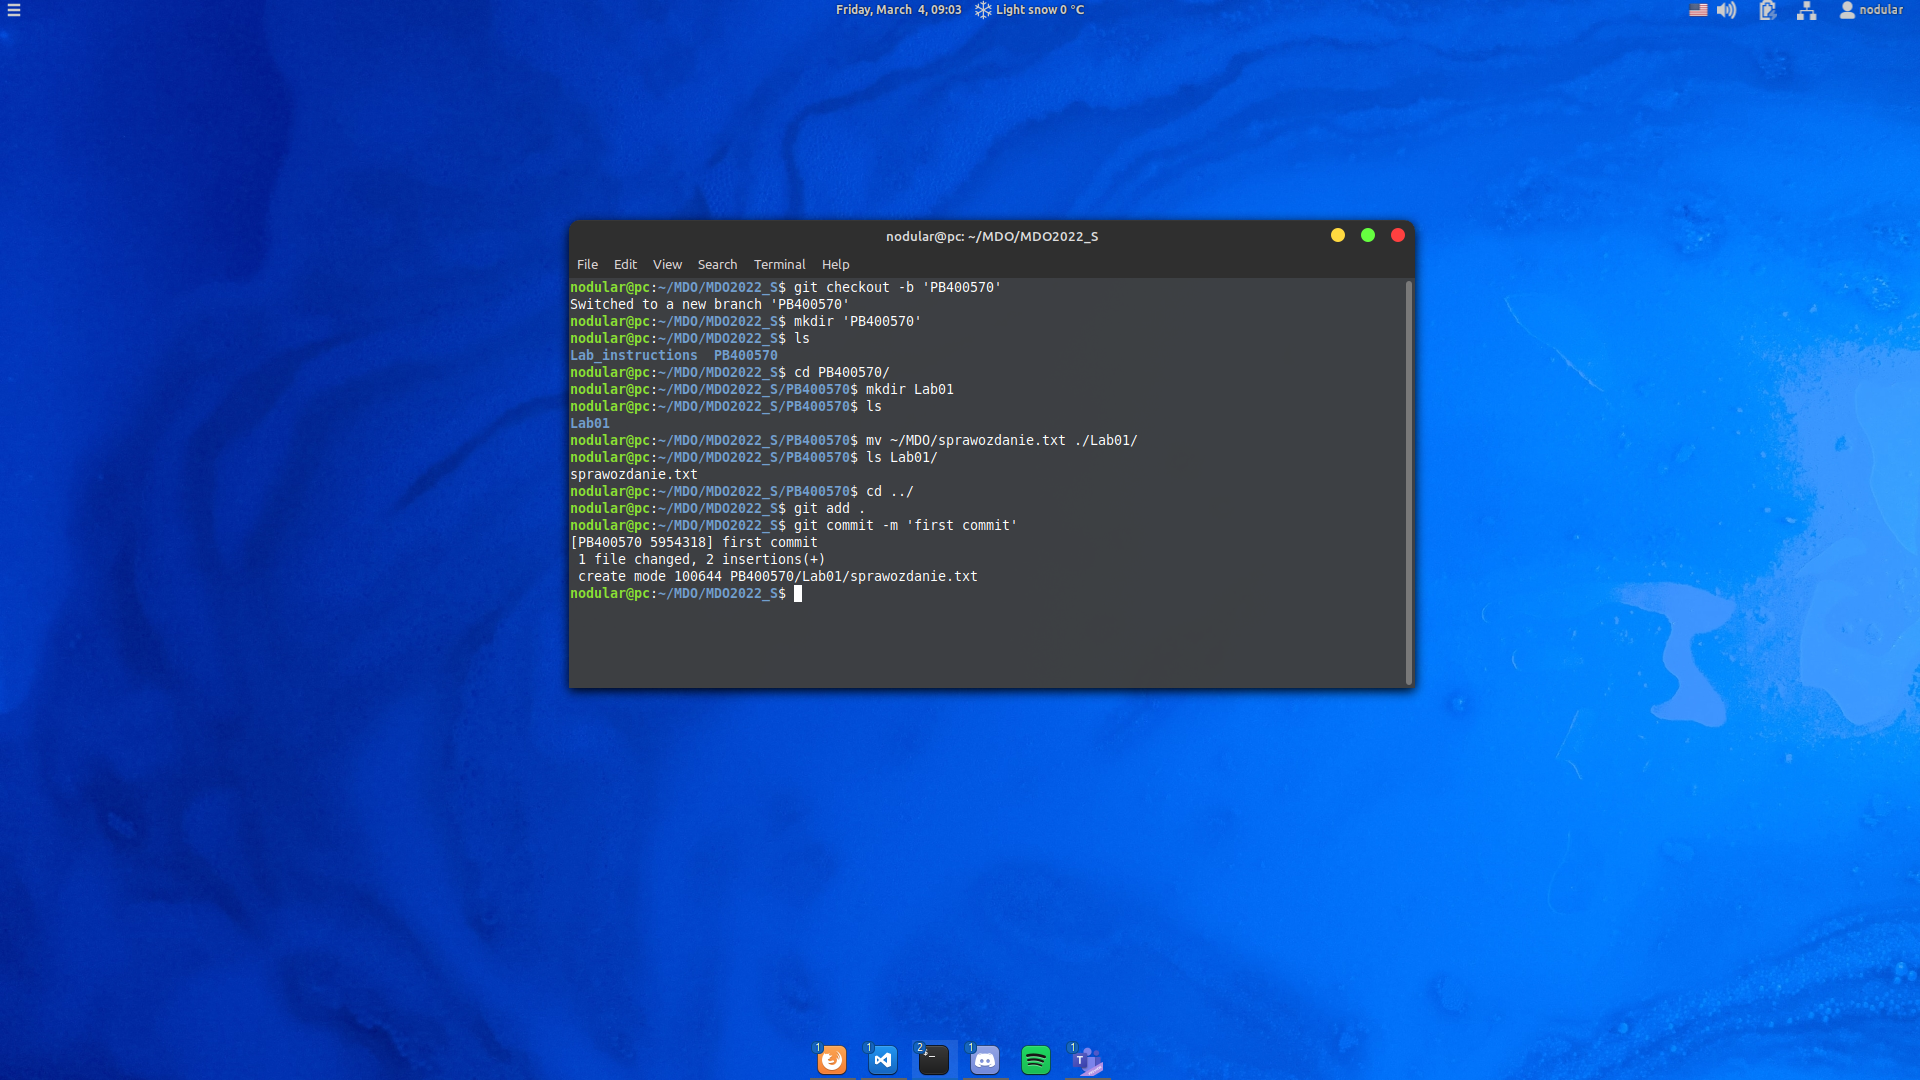 Friday, March 4, 09:03 Light snow 0 °C
nodular
nodular@pc: ~/MDO/MDO2022_S
File Edit View Search Terminal Help
nodular@pc:~/MDO/MDO2022_S$ git checkout -b 'PB400570'
Switched to a new branch 'PB400570'
nodular@pc:~/MDO/MDO2022_S$ mkdir 'PB400570'
nodular@pc:~/MDO/MDO2022_S$ ls
Lab_instructions  PB400570
nodular@pc:~/MDO/MDO2022_S$ cd PB400570/
nodular@pc:~/MDO/MDO2022_S/PB400570$ mkdir Lab01
nodular@pc:~/MDO/MDO2022_S/PB400570$ ls
Lab01
nodular@pc:~/MDO/MDO2022_S/PB400570$ mv ~/MDO/sprawozdanie.txt ./Lab01/
nodular@pc:~/MDO/MDO2022_S/PB400570$ ls Lab01/
sprawozdanie.txt
nodular@pc:~/MDO/MDO2022_S/PB400570$ cd ../
nodular@pc:~/MDO/MDO2022_S$ git add .
nodular@pc:~/MDO/MDO2022_S$ git commit -m 'first commit'
[PB400570 5954318] first commit
 1 file changed, 2 insertions(+)
 create mode 100644 PB400570/Lab01/sprawozdanie.txt
nodular@pc:~/MDO/MDO2022_S$
1 1 2 1 1
T